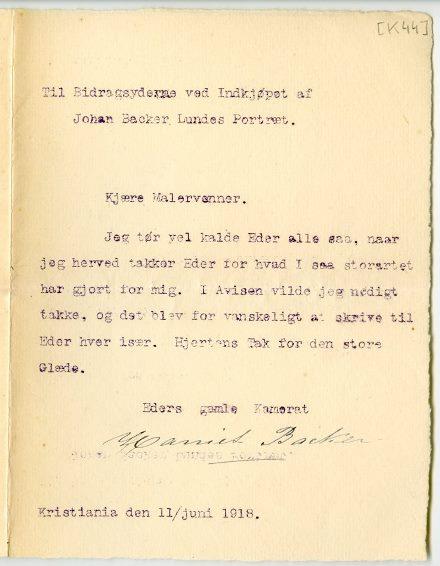 [K44]
Til Bidragsyderne ved Indkjøpet af
Johan Backer Lundes Portræt.
Kjære Malervenner.
Jeg tør vel kalde Eder alle saa, naar
jeg herved takker Eder for hvad I saa storartet
har gjort for mig. I Avisen vilde jeg nødigt
takke, og det blev for vanskeligt at skrive til
Eder hver især. Hjertens Tak for den store
Glæde.
Eders gamle Kamerat
Harriet Backer
Kristiania den 11/juni 1918.